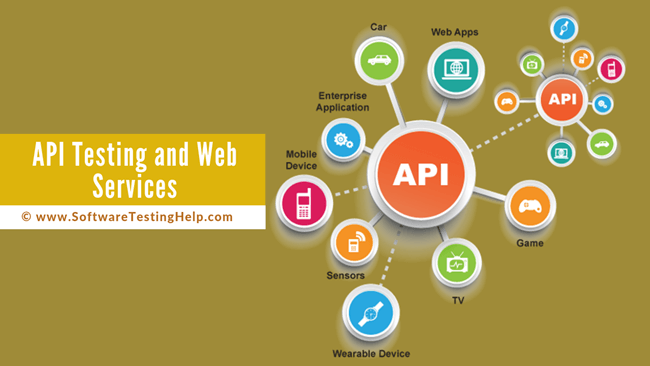 Car
Web Apps
Enterprise
Application
API
API Testing and Web
Services
Mobile
Device
API
© www.SoftwareTestingHelp.com
Game
Sensors
TV
Wearable Device